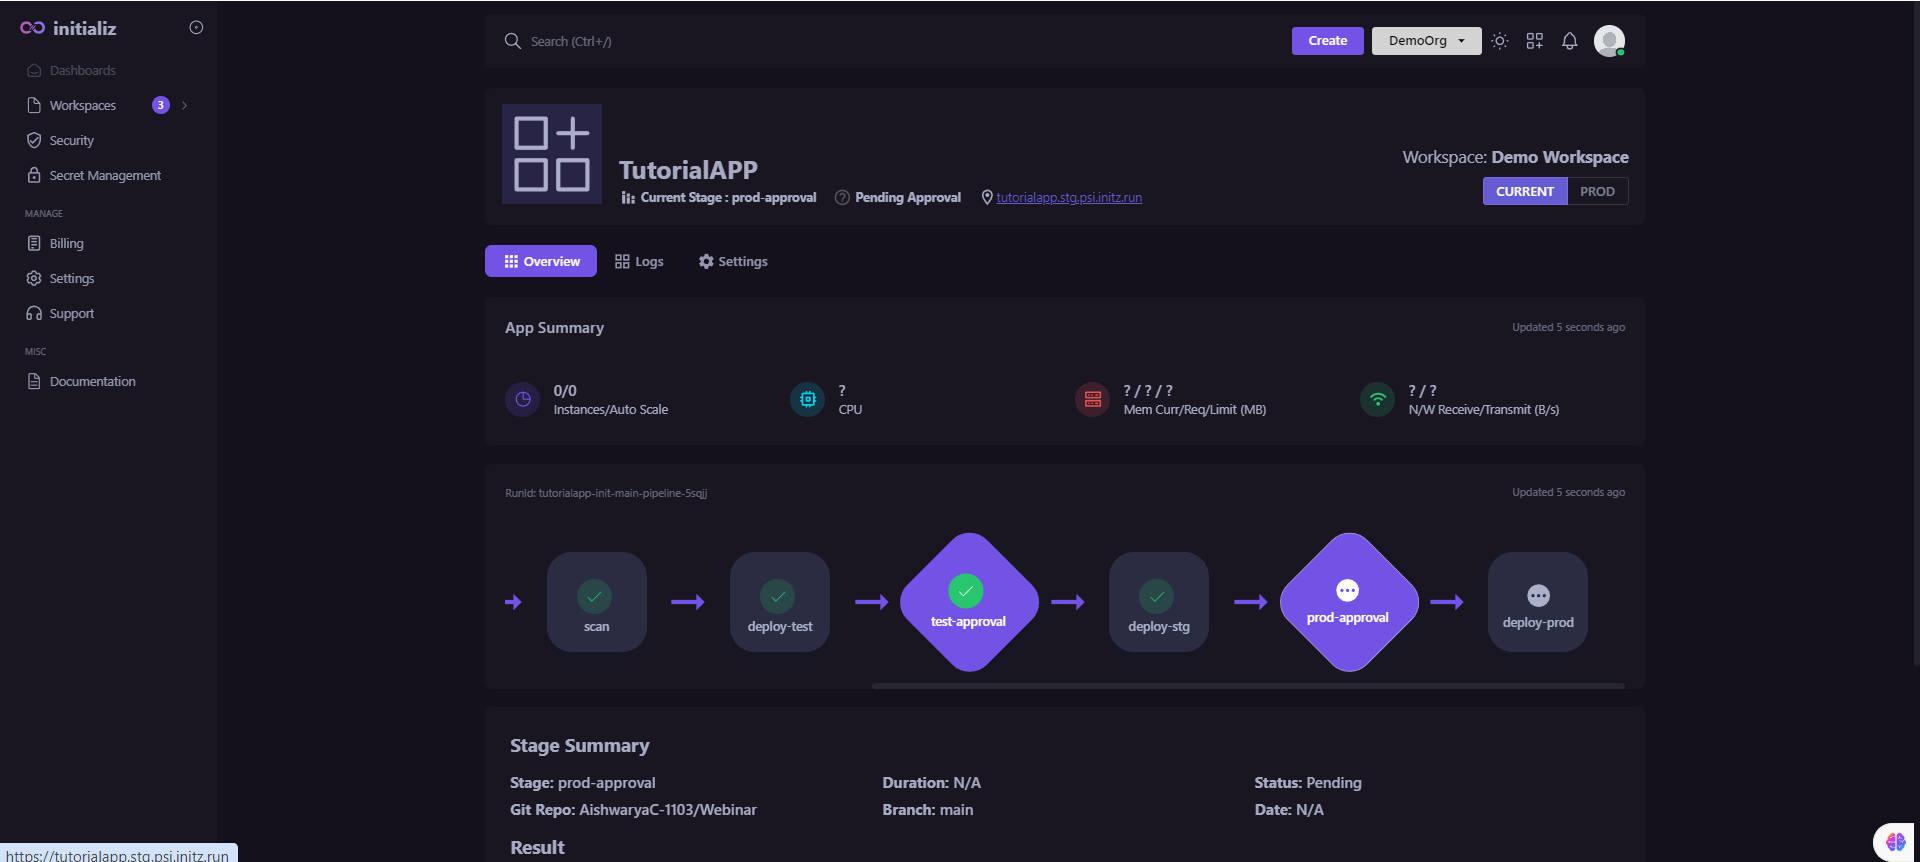 initializ
Dashboards
Workspaces 3
Security
Secret Management
MANAGE
Billing
Settings
Support
MISC
Documentation
Search (Ctrl+/)
Create
DemoOrg
TutorialAPP
Current Stage : prod-approval
? Pending Approval
tutorialapp.stg.psi.initz.run
Workspace: Demo Workspace
CURRENT PROD
Overview
Logs
Settings
App Summary
Updated 5 seconds ago
0/0
Instances/Auto Scale
?
CPU
? / ? / ?
Mem Curr/Req/Limit (MB)
? / ?
N/W Receive/Transmit (B/s)
RunId: tutorialapp-init-main-pipeline-5sqjj
Updated 5 seconds ago
scan
deploy-test
test-approval
deploy-stg
prod-approval
deploy-prod
Stage Summary
Stage: prod-approval
Duration: N/A
Status: Pending
Git Repo: AishwaryaC-1103/Webinar
Branch: main
Date: N/A
Result
https://tutorialapp.stg.psi.initz.run